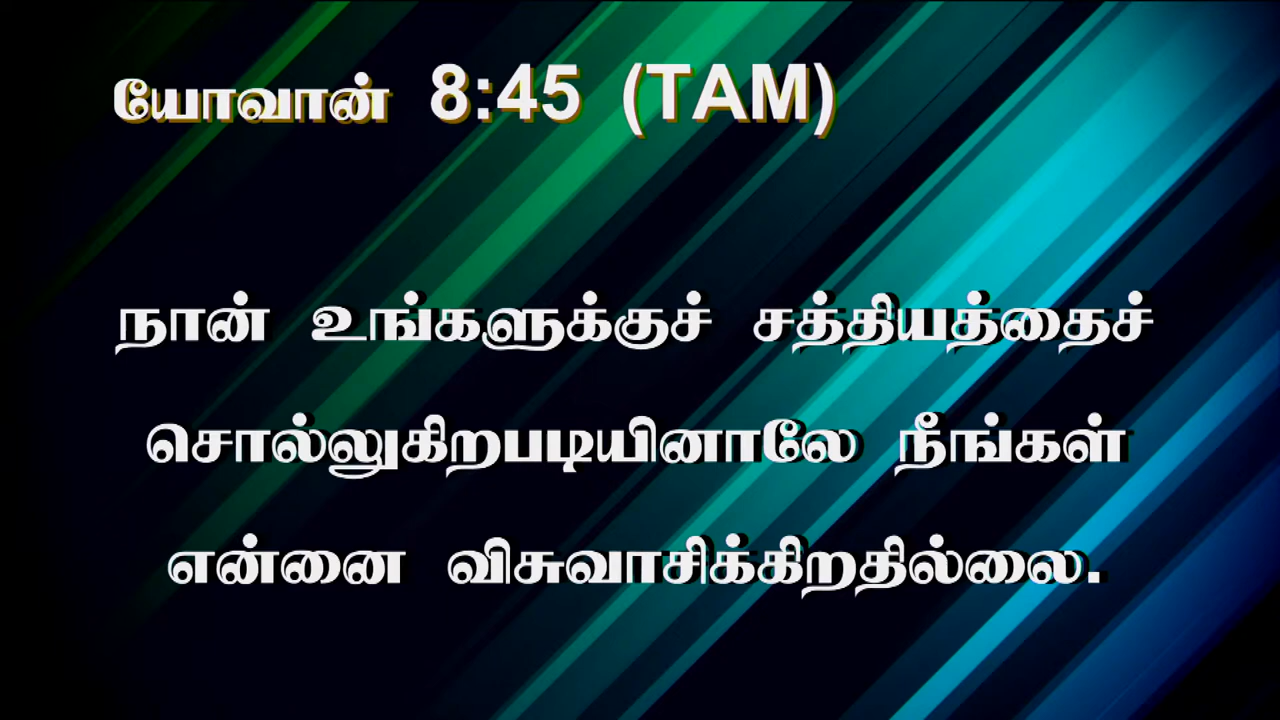 யோவான் 8:45 (TAM)
நான் உங்களுக்குச் சத்தியத்தைச்
சொல்லுகிறபடியினாலே நீங்கள்
என்னை விசுவாசிக்கிறதில்லை.